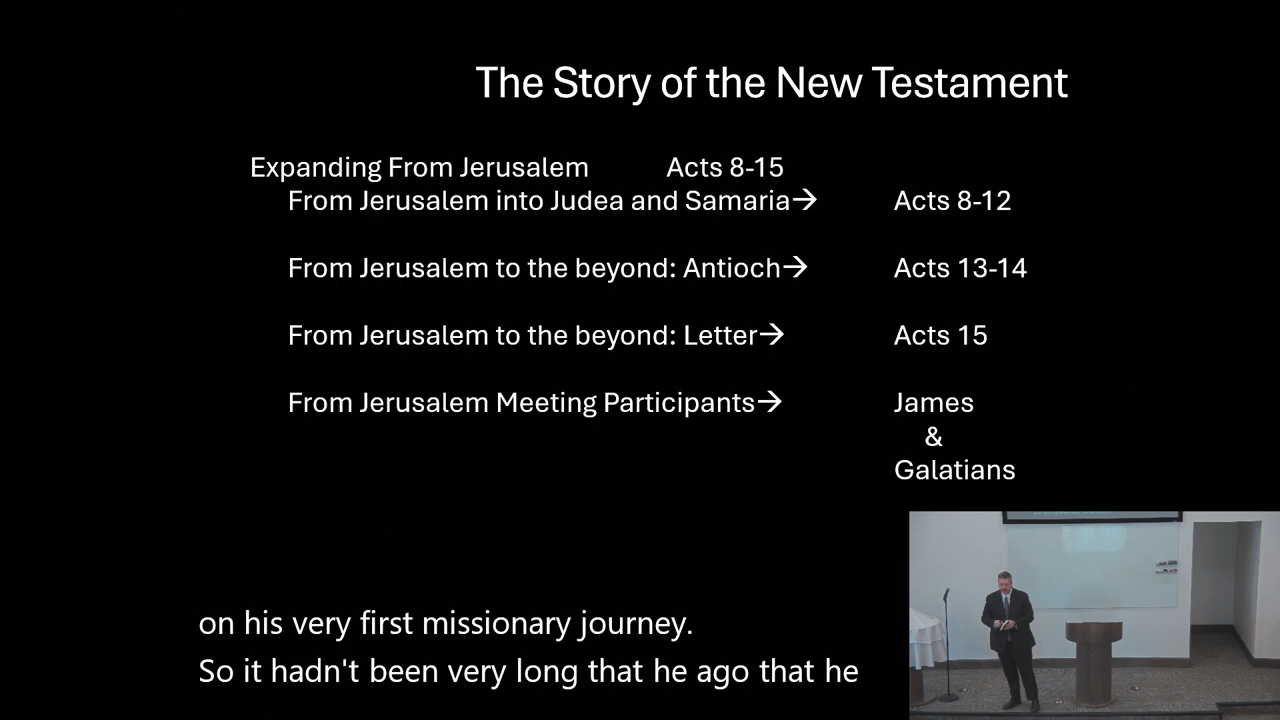 The Story of the New Testament
Expanding From Jerusalem Acts 8-15
From Jerusalem into Judea and Samaria→ Acts 8-12
From Jerusalem to the beyond: Antioch→ Acts 13-14
From Jerusalem to the beyond: Letter→ Acts 15
From Jerusalem Meeting Participants→ James
&
Galatians
on his very first missionary journey.
So it hadn't been very long that he ago that he